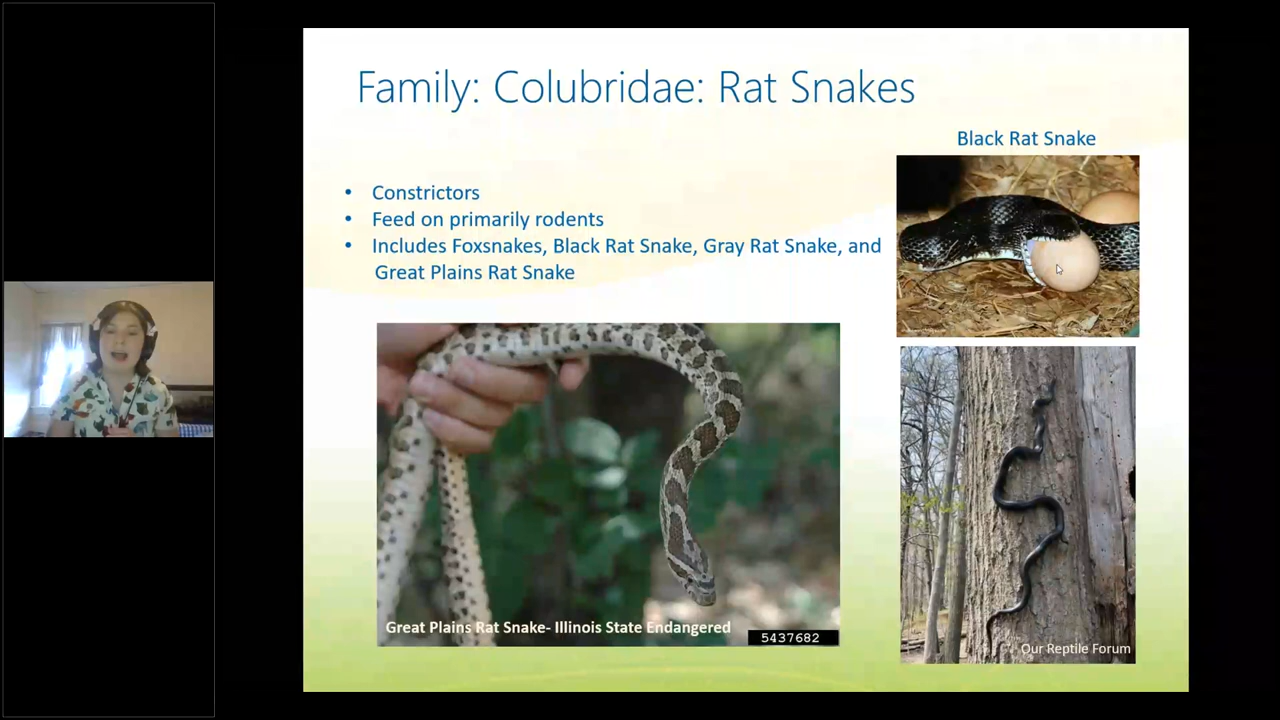 Family: Colubridae: Rat Snakes
Black Rat Snake
• Constrictors
• Feed on primarily rodents
• Includes Foxsnakes, Black Rat Snake, Gray Rat Snake, and
Great Plains Rat Snake
Great Plains Rat Snake- Illinois State Endangered
5437682
Our Reptile Forum